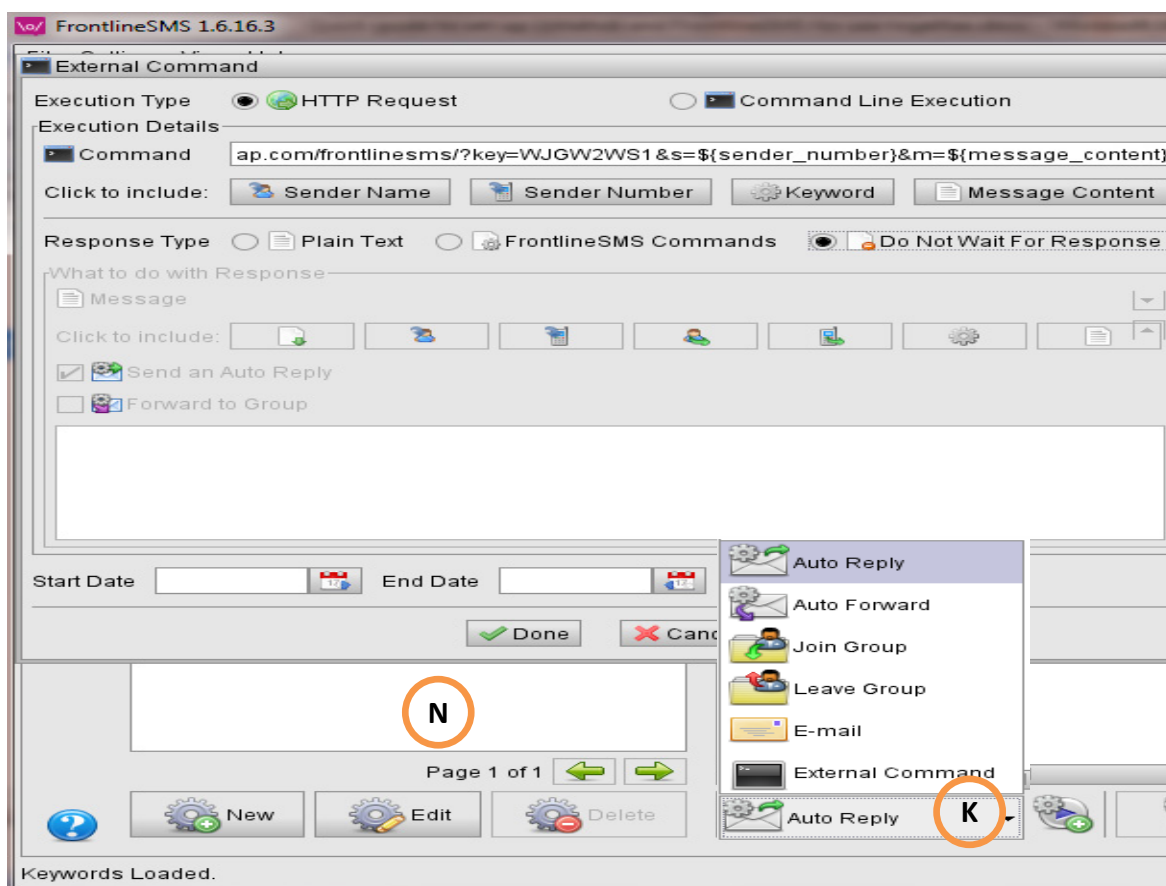 FrontlineSMS 1.6.16.3
External Command
Execution Type HTTP Request Command Line Execution
Execution Details
Command ap.com/frontlinesms/?key=WJGW2WS1&s=${sender_number}&m=${message_content}
Click to include: Sender Name Sender Number Keyword Message Content
Response Type Plain Text FrontlineSMS Commands Do Not Wait For Response
What to do with Response
Message
Click to include:
Send an Auto Reply
Forward to Group
Auto Reply
Start Date End Date
Auto Forward
Done Canc
Join Group
Leave Group
N
E-mail
Page 1 of 1
External Command
New Edit Delete Auto Reply K
Keywords Loaded.